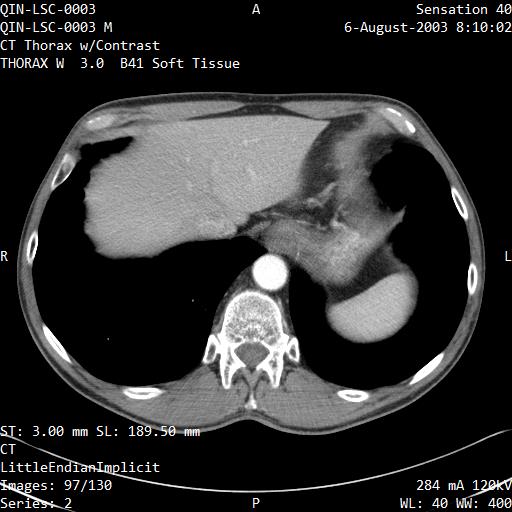 QIN-LSC-0003
A
Sensation 40
QIN-LSC-0003 M
6-August-2003 8:10:02
CT Thorax w/Contrast
THORAX W  3.0  B41 Soft Tissue
R
L
ST: 3.00 mm SL: 189.50 mm
CT
LittleEndianImplicit
Images: 97/130
284 mA 120kV
Series: 2
P
WL: 40 WW: 400